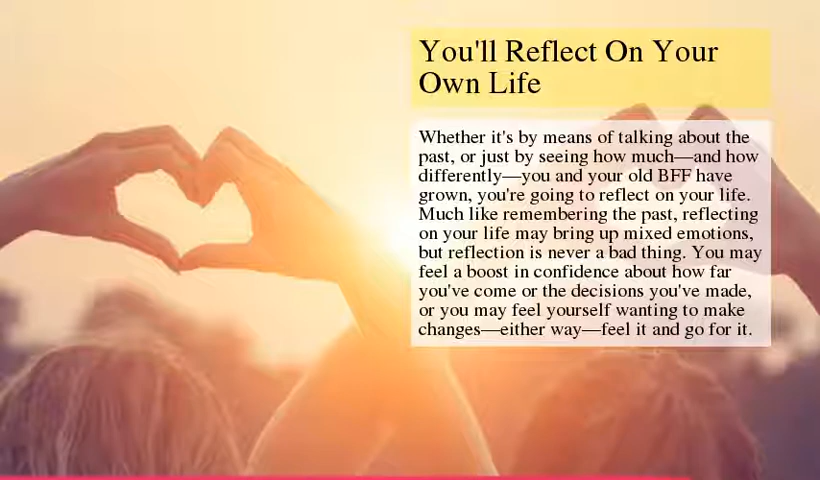 You'll Reflect On Your
Own Life
Whether it's by means of talking about the
past, or just by seeing how much—and how
differently—you and your old BFF have
grown, you're going to reflect on your life.
Much like remembering the past, reflecting
on your life may bring up mixed emotions,
but reflection is never a bad thing. You may
feel a boost in confidence about how far
you've come or the decisions you've made,
or you may feel yourself wanting to make
changes—either way—feel it and go for it.